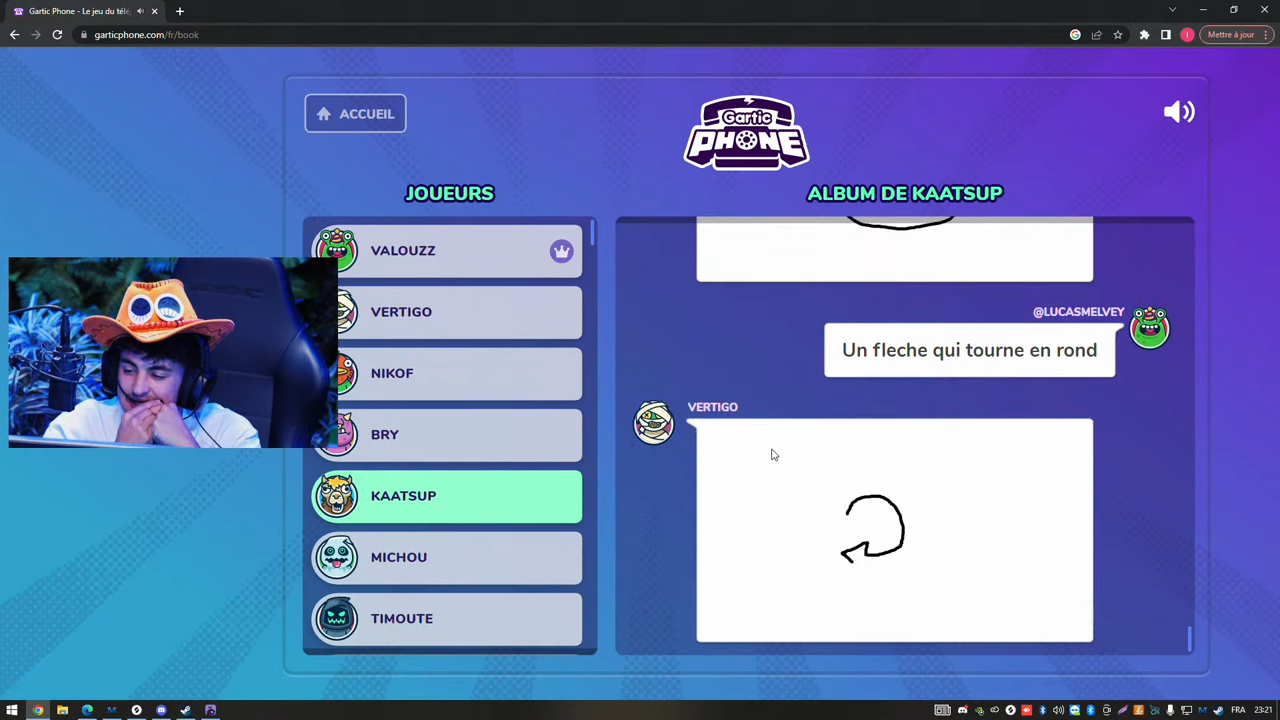 Gartic Phone - Le jeu du télé
garticphone.com/fr/book
Mettre à jour
ACCUEIL
Gartic
PHONE
JOUEURS
ALBUM DE KAATSUP
VALOUZZ
VERTIGO
NIKOF
BRY
KAATSUP
MICHOU
TIMOUTE
@LUCASMELVEY
Un fleche qui tourne en rond
VERTIGO
FRA
23:21